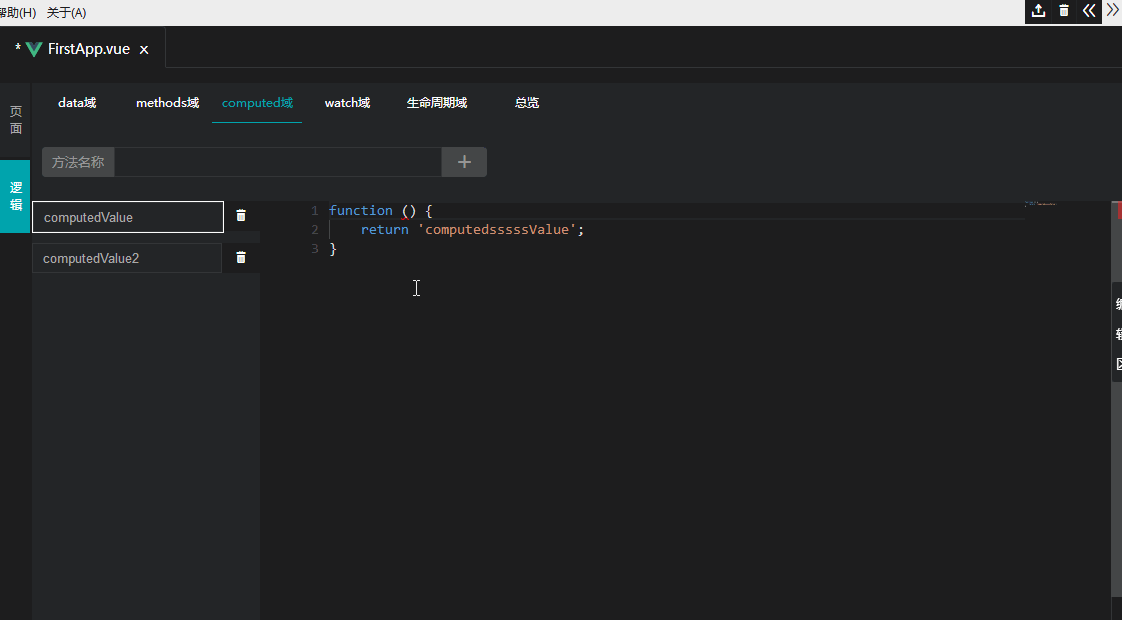 帮助(H) 关于(A)
* FirstApp.vue x
页面
逻辑
data域 methods域 computed域 watch域 生命周期域 总览
方法名称 +
computedValue
computedValue2
1 function () {
2 return 'computedsssssValue';
3 }
编辑区